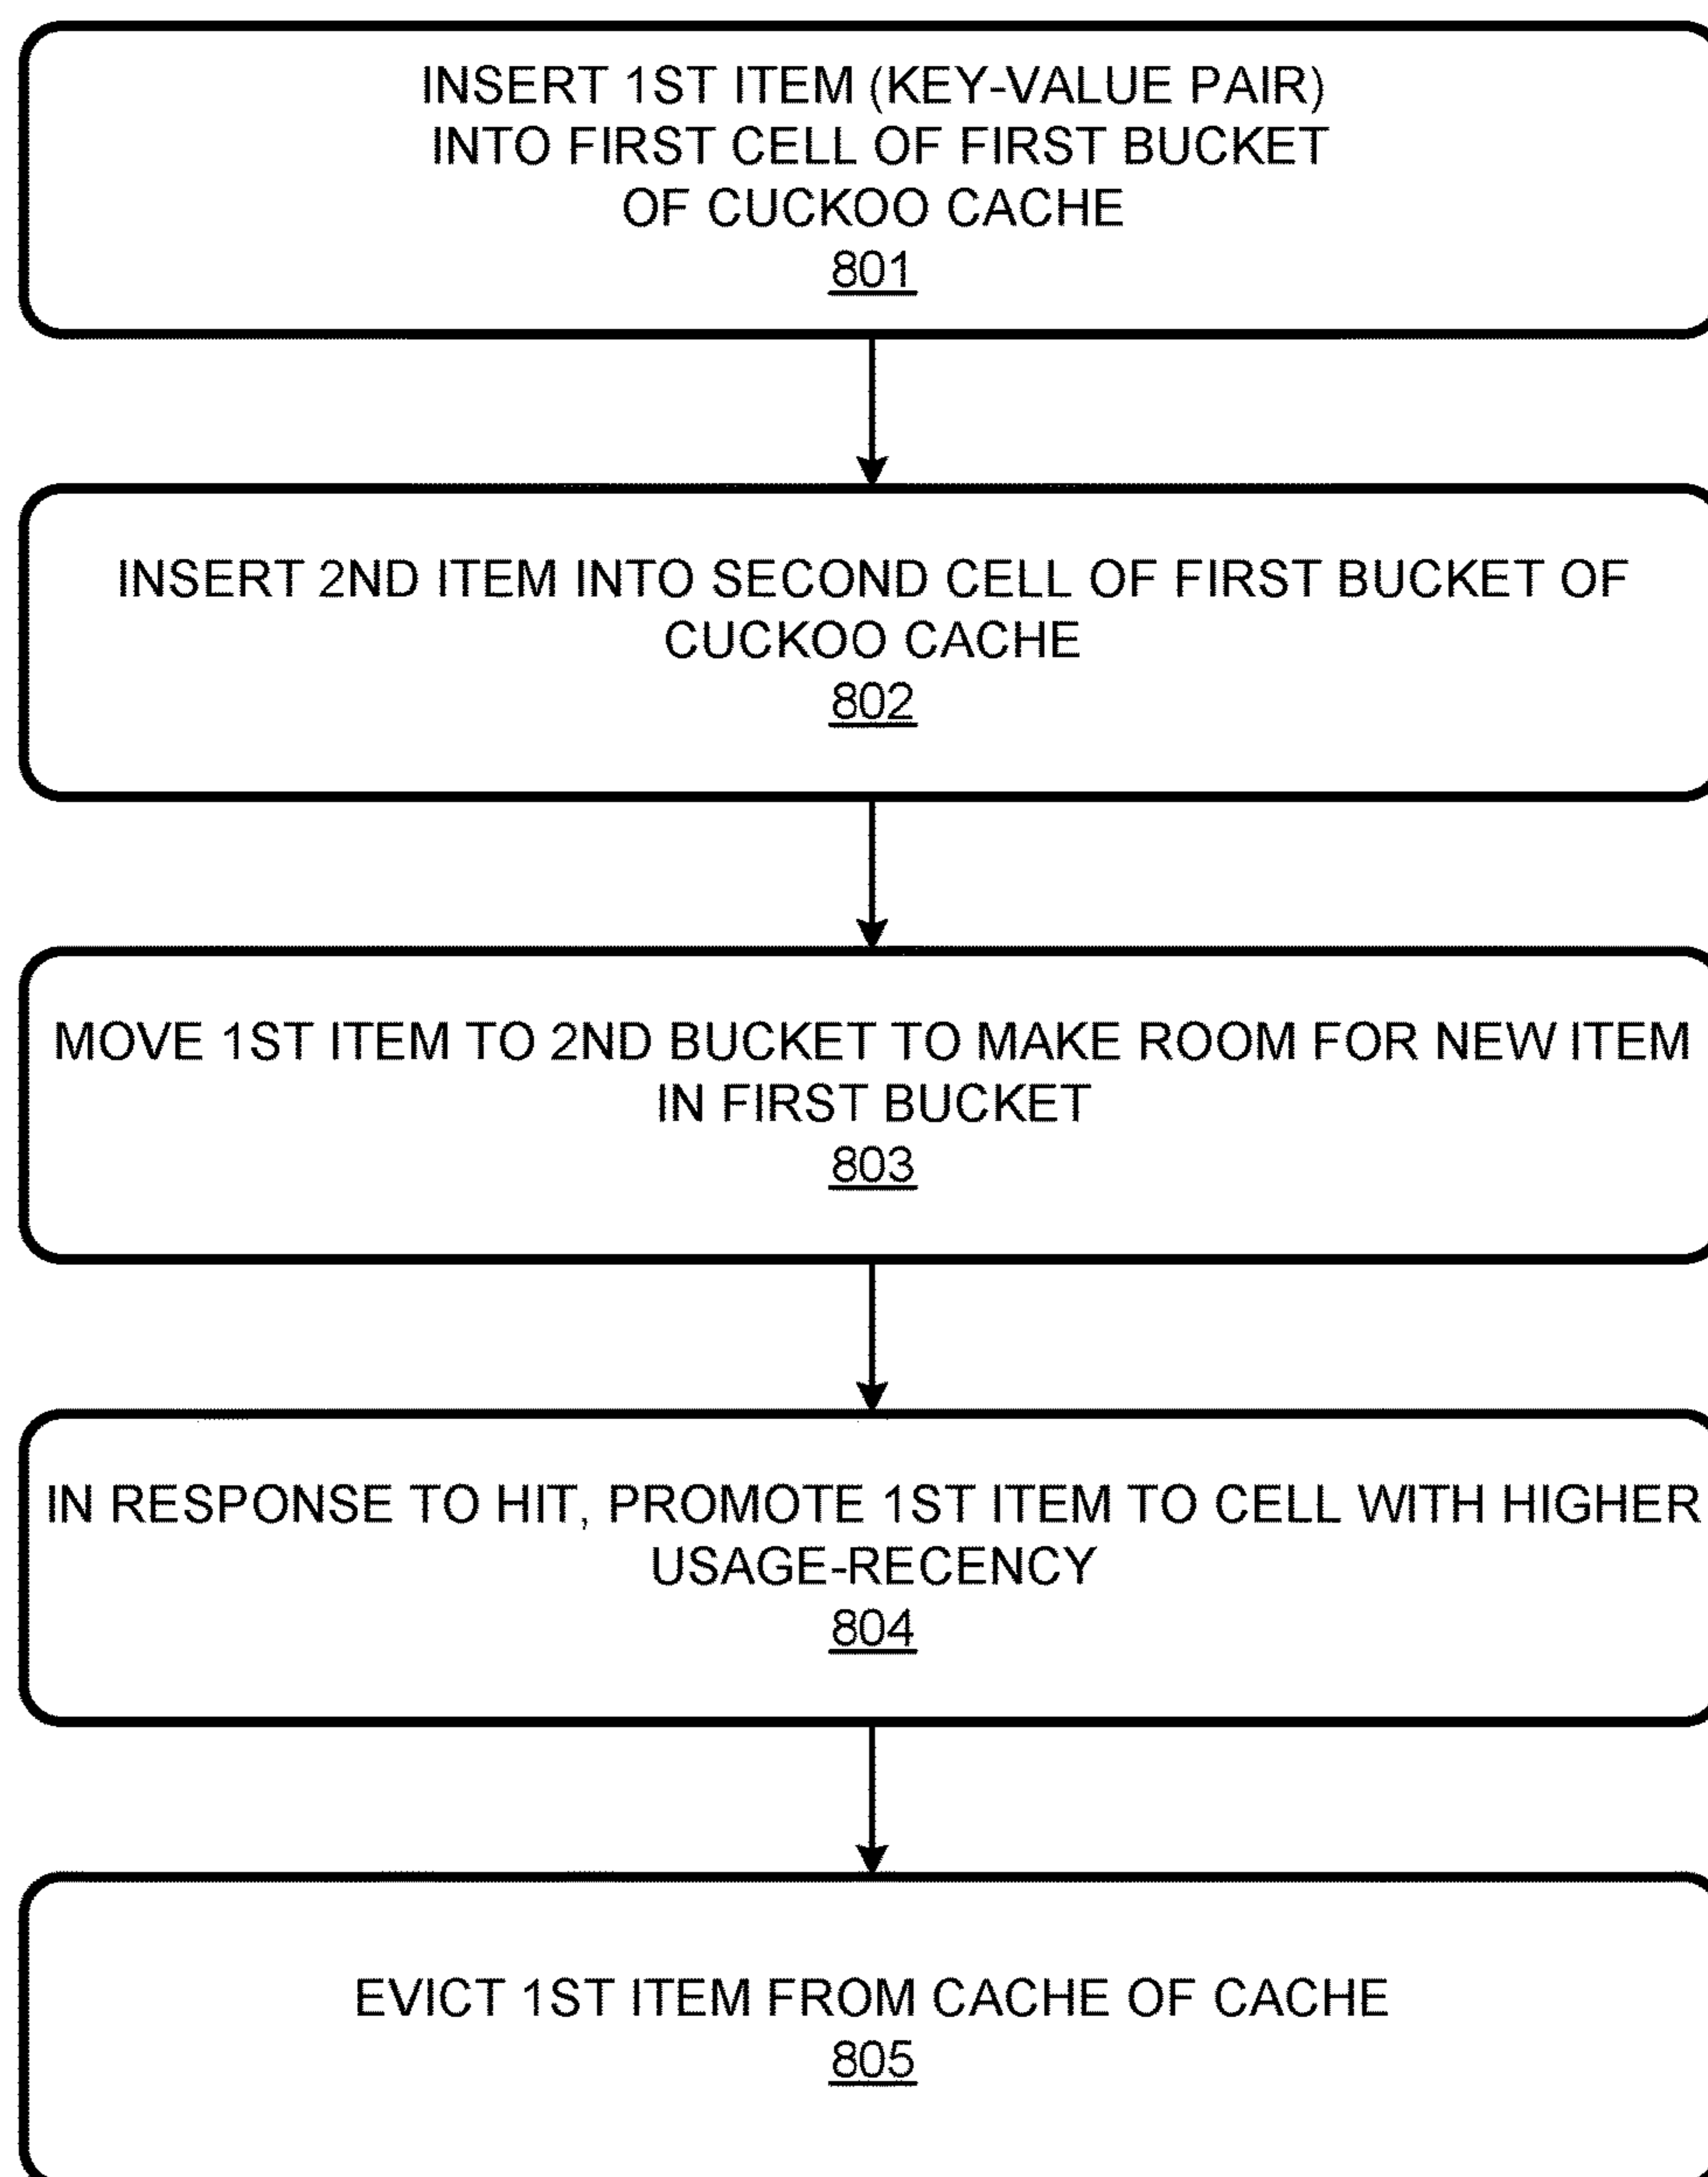 INSERT 1ST ITEM (KEY-VALUE PAIR)
INTO FIRST CELL OF FIRST BUCKET
OF CUCKOO CACHE
801
INSERT 2ND ITEM INTO SECOND CELL OF FIRST BUCKET OF
CUCKOO CACHE
802
MOVE 1ST ITEM TO 2ND BUCKET TO MAKE ROOM FOR NEW ITEM
IN FIRST BUCKET
803
IN RESPONSE TO HIT, PROMOTE 1ST ITEM TO CELL WITH HIGHER
USAGE-RECENCY
804
EVICT 1ST ITEM FROM CACHE OF CACHE
805